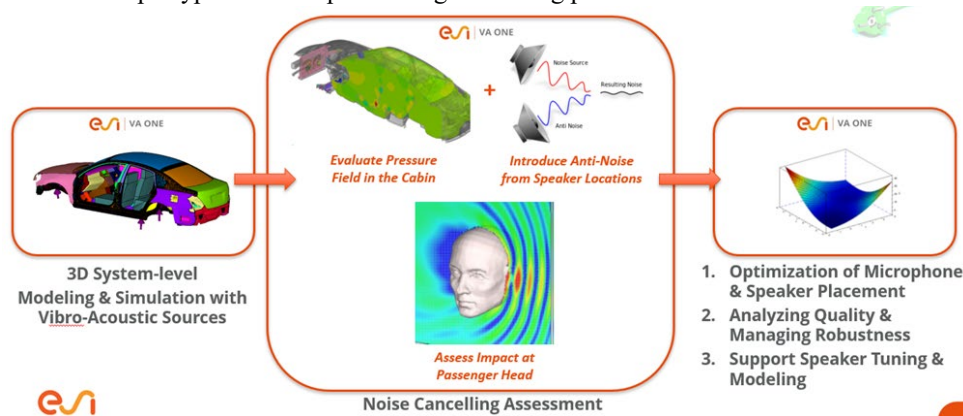 esi | VA ONE
Noise Source
Resulting Noise
Anti Noise
+
Evaluate Pressure
Field in the Cabin
Introduce Anti-Noise
from Speaker Locations
Assess Impact at
Passenger Head
Noise Cancelling Assessment
esi | VA ONE
3D System-level
Modeling & Simulation with
Vibro-Acoustic Sources
esi | VA ONE
1. Optimization of Microphone
& Speaker Placement
2. Analyzing Quality &
Managing Robustness
3. Support Speaker Tuning &
Modeling
esi